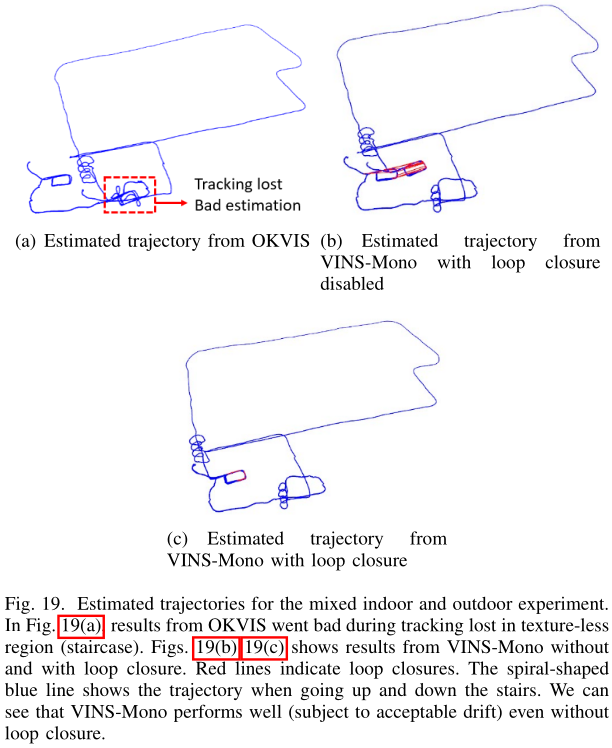 Tracking lost
Bad estimation
(a) Estimated trajectory from OKVIS
(b) Estimated trajectory from
VINS-Mono with loop closure
disabled
(c) Estimated trajectory from
VINS-Mono with loop closure
Fig. 19. Estimated trajectories for the mixed indoor and outdoor experiment.
In Fig. 19(a), results from OKVIS went bad during tracking lost in texture-less
region (staircase). Figs. 19(b) 19(c) shows results from VINS-Mono without
and with loop closure. Red lines indicate loop closures. The spiral-shaped
blue line shows the trajectory when going up and down the stairs. We can
see that VINS-Mono performs well (subject to acceptable drift) even without
loop closure.